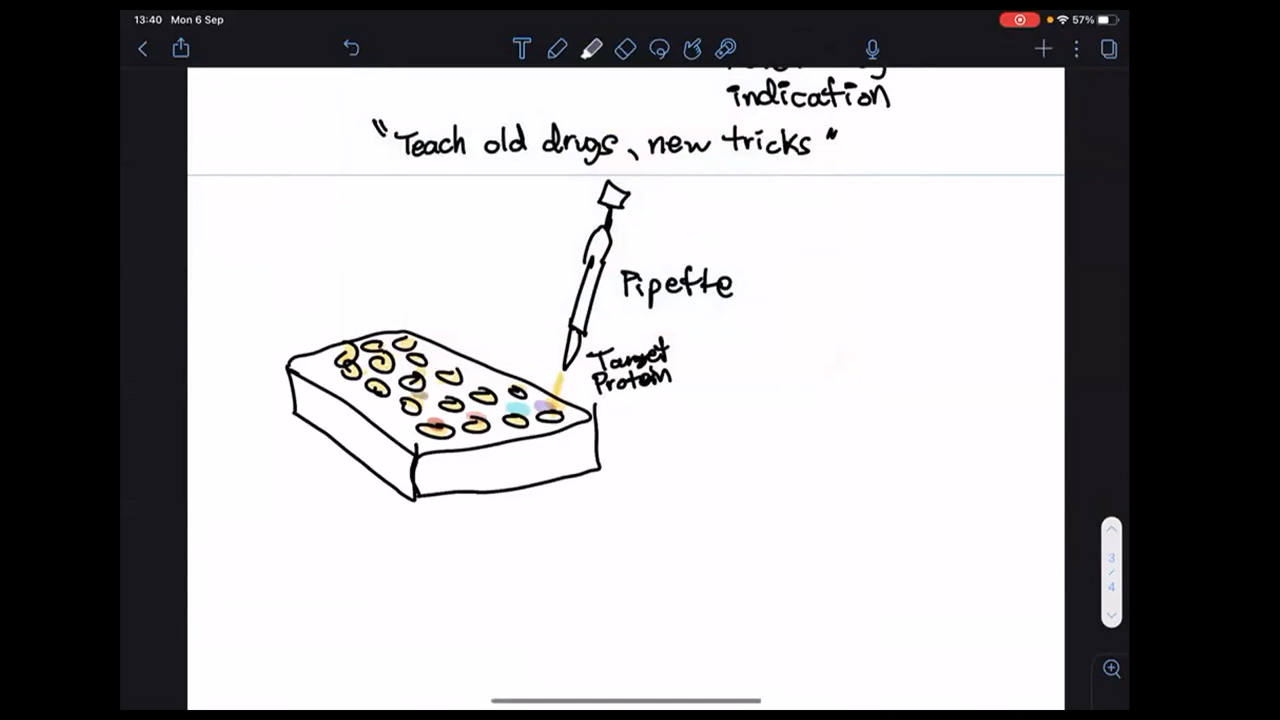 13:40 Mon 6 Sep
57%
indication
"Teach old drugs, new tricks"
Pipette
Target
Protein
3
/
4